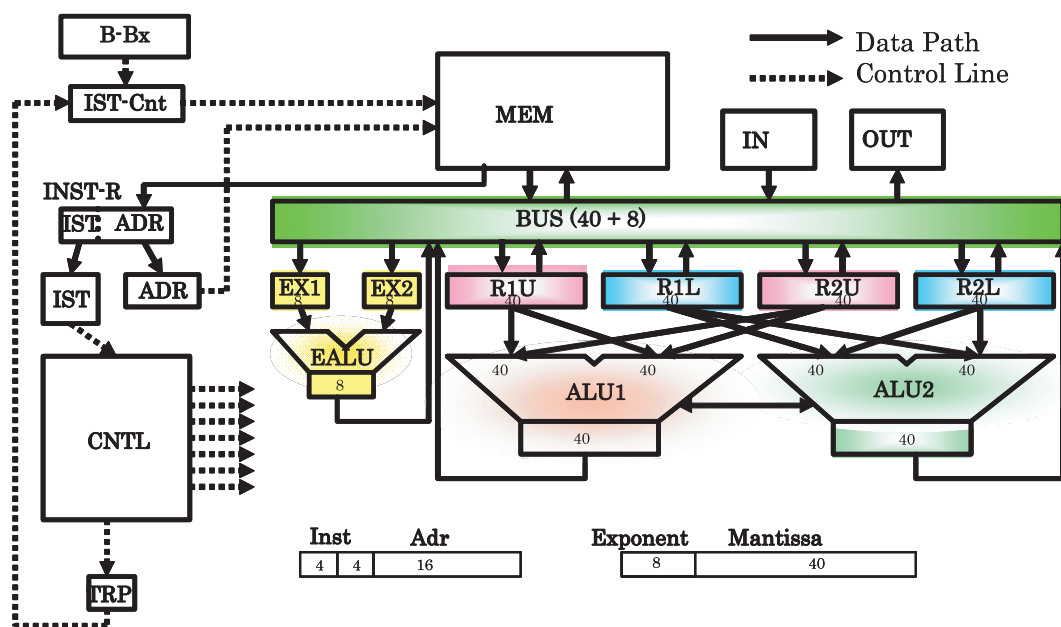 B-Bx
Data Path
Control Line
IST-Cnt
MEM
IN
OUT
INST-R
IST ADR
BUS (40 + 8)
IST
ADR
EX1
8
EX2
8
R1U
40
R1L
40
R2U
40
R2L
40
EALU
8
40
40
ALU1
40
40
40
ALU2
40
CNTL
TRP
Inst Adr
4 4 16
Exponent Mantissa
8 40